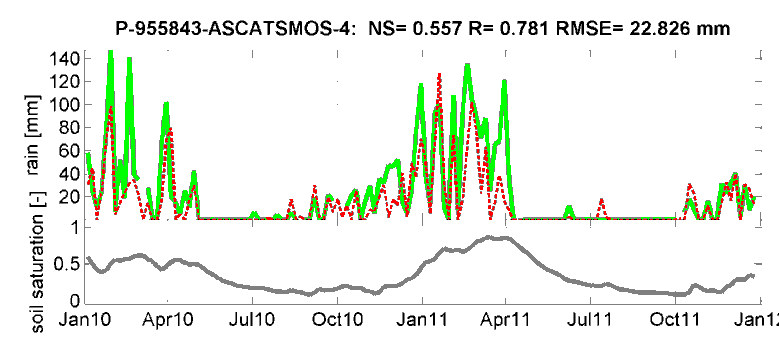 P-955843-ASCATSMOS-4: NS= 0.557 R= 0.781 RMSE= 22.826 mm
rain [mm]
140
120
100
80
60
40
20
soil saturation [-]
1
0.5
0
Jan10 Apr10 Jul10 Oct10 Jan11 Apr11 Jul11 Oct11 Jan12